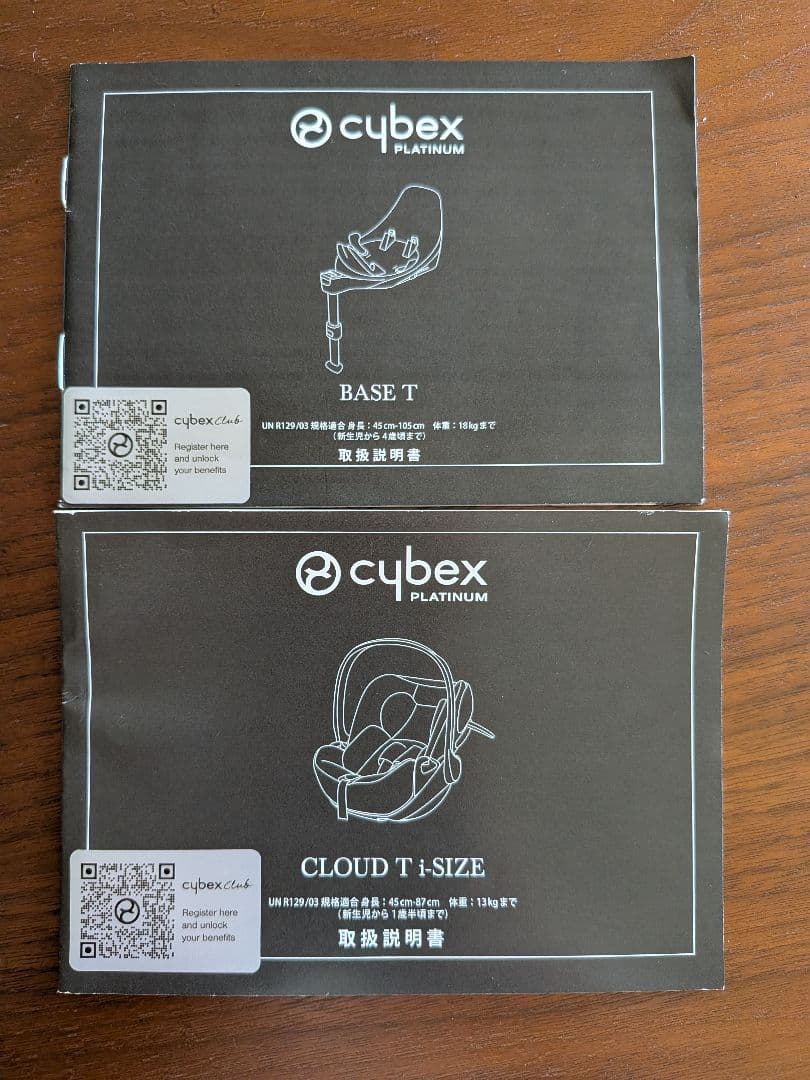 cybex
PLATINUM
BASE T
UN R129/03 規格適合 身長：45cm-105cm 体重：18kgまで
（新生児から4歳頃まで）
取扱説明書
cybex Club
Register here
and unlock
your benefits
cybex
PLATINUM
CLOUD T i-SIZE
UN R129/03 規格適合 身長：45cm-87cm 体重：13kgまで
（新生児から1歳半頃まで）
取扱説明書
cybex Club
Register here
and unlock
your benefits